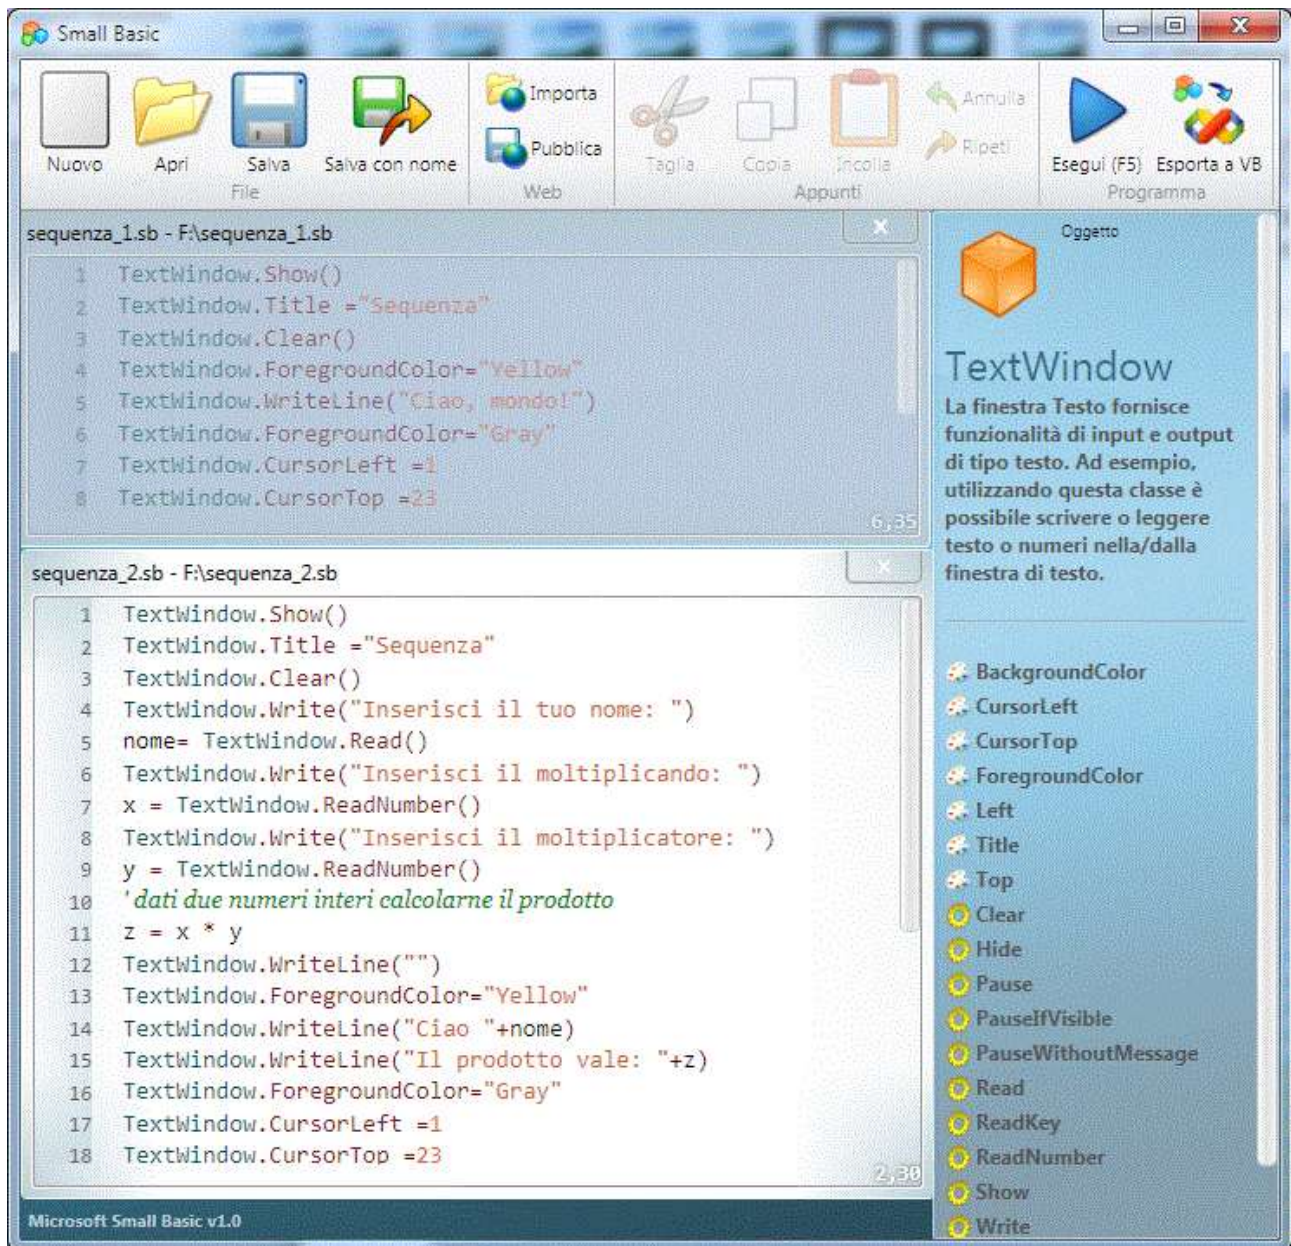 Small Basic
Nuovo
Apri
Salva
Salva con nome
File
Importa
Pubblica
Web
Taglia
Copia
Incolla
Appunti
Annulla
Ripeti
Esegui (F5)
Esporta a VB
Programma
sequenza_1.sb - F:\sequenza_1.sb
1 TextWindow.Show()
2 TextWindow.Title ="Sequenza"
3 TextWindow.Clear()
4 TextWindow.ForegroundColor="Yellow"
5 TextWindow.WriteLine("Ciao, mondo!")
6 TextWindow.ForegroundColor="Gray"
7 TextWindow.CursorLeft =1
8 TextWindow.CursorTop =23
6,35
sequenza_2.sb - F:\sequenza_2.sb
1 TextWindow.Show()
2 TextWindow.Title ="Sequenza"
3 TextWindow.Clear()
4 TextWindow.Write("Inserisci il tuo nome: ")
5 nome= TextWindow.Read()
6 TextWindow.Write("Inserisci il moltiplicando: ")
7 x = TextWindow.ReadNumber()
8 TextWindow.Write("Inserisci il moltiplicatore: ")
9 y = TextWindow.ReadNumber()
10 ' dati due numeri interi calcolarne il prodotto
11 z = x * y
12 TextWindow.WriteLine("")
13 TextWindow.ForegroundColor="Yellow"
14 TextWindow.WriteLine("Ciao "+nome)
15 TextWindow.WriteLine("Il prodotto vale: "+z)
16 TextWindow.ForegroundColor="Gray"
17 TextWindow.CursorLeft =1
18 TextWindow.CursorTop =23
2,30
Microsoft Small Basic v1.0
Oggetto
TextWindow
La finestra Testo fornisce
funzionalità di input e output
di tipo testo. Ad esempio,
utilizzando questa classe è
possibile scrivere o leggere
testo o numeri nella/dalla
finestra di testo.
BackgroundColor
CursorLeft
CursorTop
ForegroundColor
Left
Title
Top
Clear
Hide
Pause
PauseIfVisible
PauseWithoutMessage
Read
ReadKey
ReadNumber
Show
Write